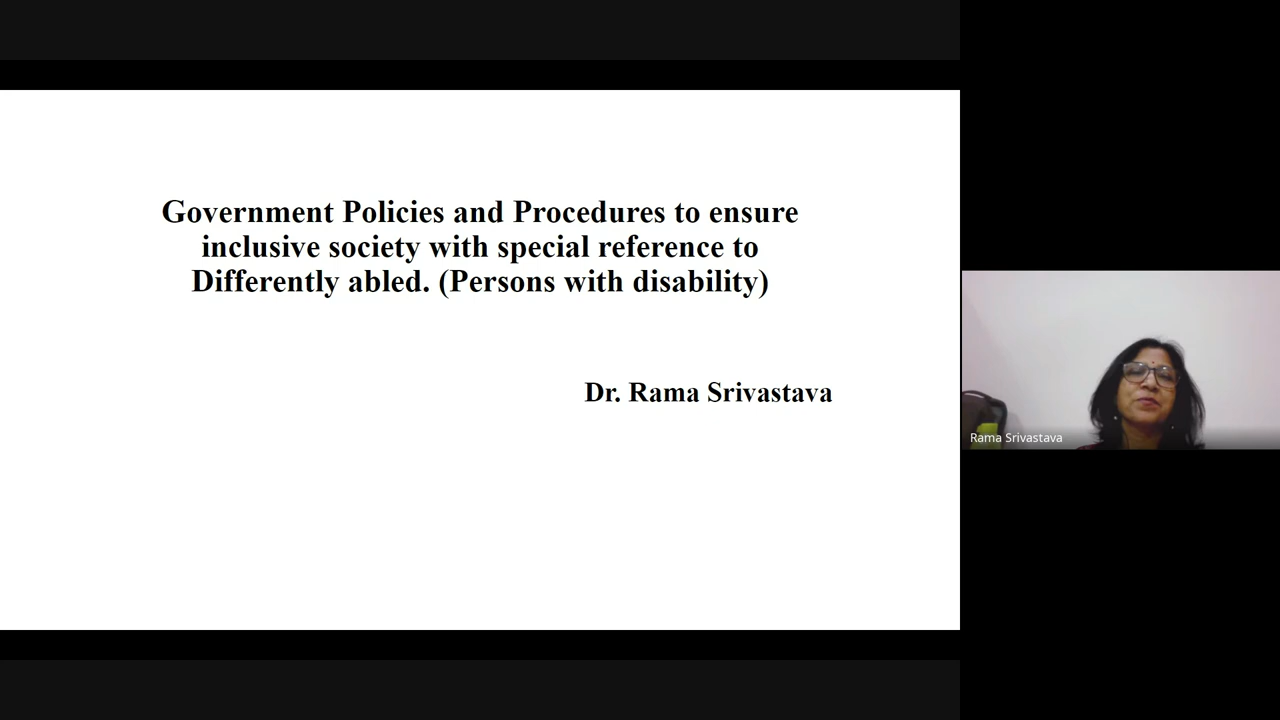 Government Policies and Procedures to ensure
inclusive society with special reference to
Differently abled. (Persons with disability)
Dr. Rama Srivastava
Rama Srivastava